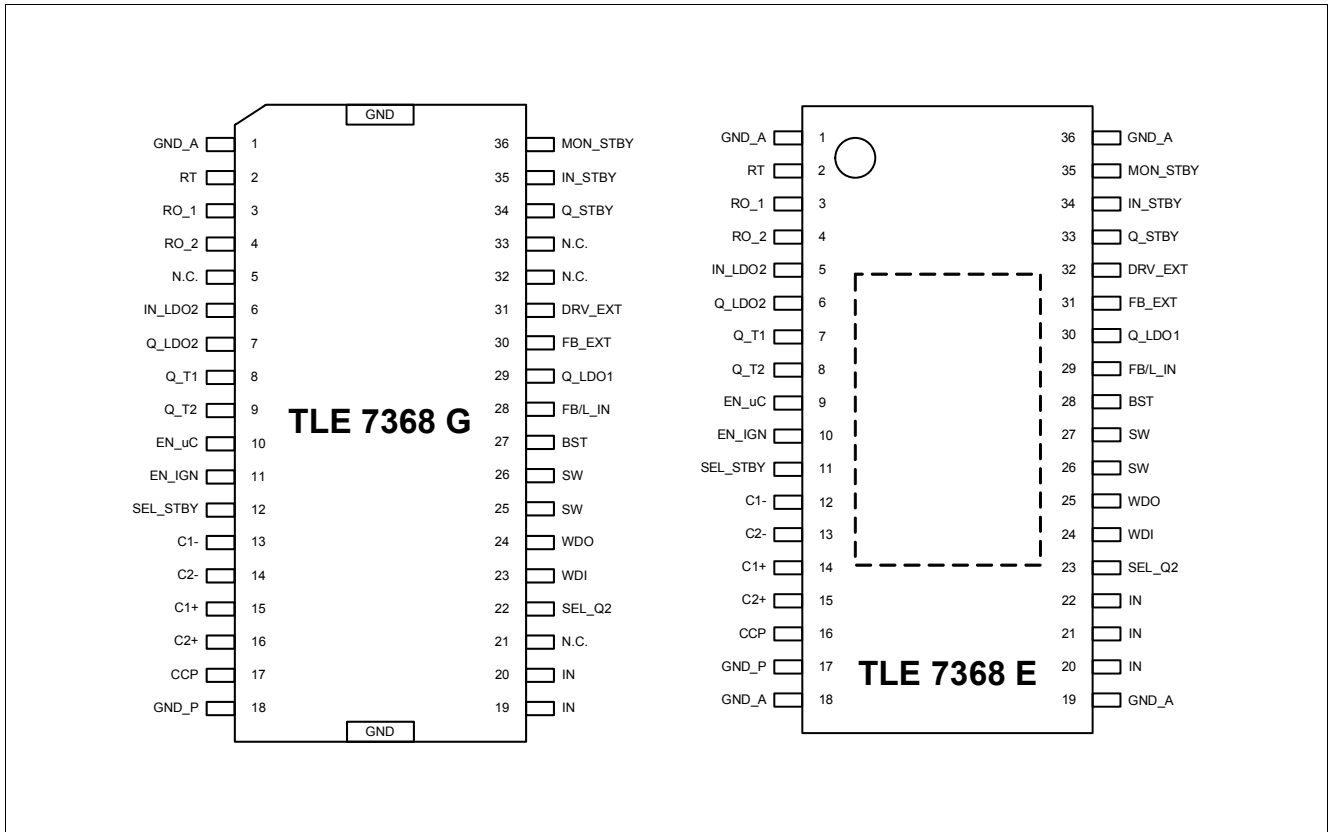 GND
GND_A 1 36 MON_STBY
RT 2 35 IN_STBY
RO_1 3 34 Q_STBY
RO_2 4 33 N.C.
N.C. 5 32 N.C.
IN_LDO2 6 31 DRV_EXT
Q_LDO2 7 30 FB_EXT
Q_T1 8 29 Q_LDO1
Q_T2 9 28 FB/L_IN
TLE 7368 G
EN_uC 10 27 BST
EN_IGN 11 26 SW
SEL_STBY 12 25 SW
C1- 13 24 WDO
C2- 14 23 WDI
C1+ 15 22 SEL_Q2
C2+ 16 21 N.C.
CCP 17 20 IN
GND_P 18 19 IN
GND
GND_A 1 36 GND_A
RT 2 35 MON_STBY
RO_1 3 34 IN_STBY
RO_2 4 33 Q_STBY
IN_LDO2 5 32 DRV_EXT
Q_LDO2 6 31 FB_EXT
Q_T1 7 30 Q_LDO1
Q_T2 8 29 FB/L_IN
EN_uC 9 28 BST
EN_IGN 10 27 SW
SEL_STBY 11 26 SW
C1- 12 25 WDO
C2- 13 24 WDI
C1+ 14 23 SEL_Q2
C2+ 15 22 IN
CCP 16 21 IN
GND_P 17 20 IN
TLE 7368 E
GND_A 18 19 GND_A